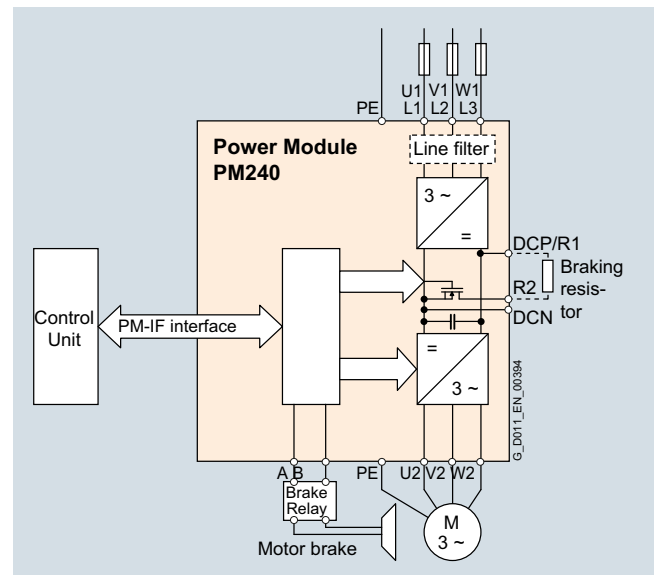 U1 V1 W1
PE L1 L2 L3
Power Module
PM240
Line filter
3 ~
=
DCP/R1
Braking
resis-
tor
R2
DCN
Control
Unit
PM-IF interface
=
3 ~
G_D011_EN_00394
A B PE U2 V2 W2
Brake
Relay
M
3 ~
Motor brake